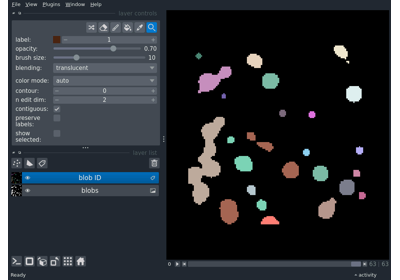 File View Plugins Window Help
layer controls
label: 1
opacity: 0.70
brush size: 10
blending: translucent
color mode: auto
contour: 0
n edit dim: 2
contiguous:
preserve
labels:
show
selected:
layer list
blob ID
blobs
63 63
Ready
activity